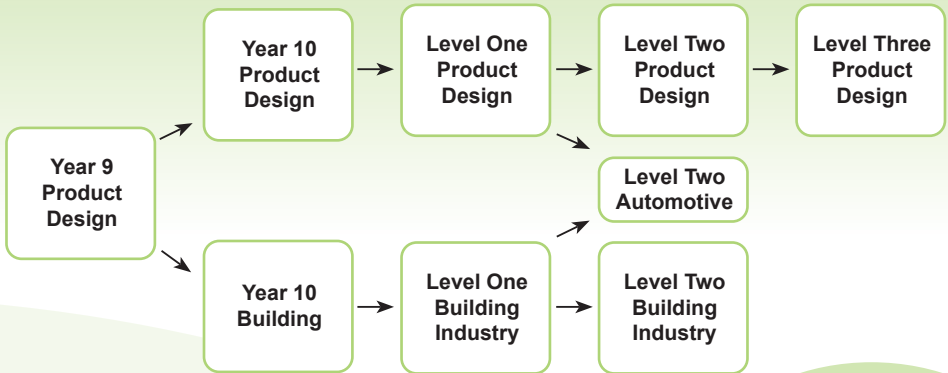 Year 10
Product
Design
Level One
Product
Design
Level Two
Product
Design
Level Three
Product
Design
Year 9
Product
Design
Level Two
Automotive
Year 10
Building
Level One
Building
Industry
Level Two
Building
Industry